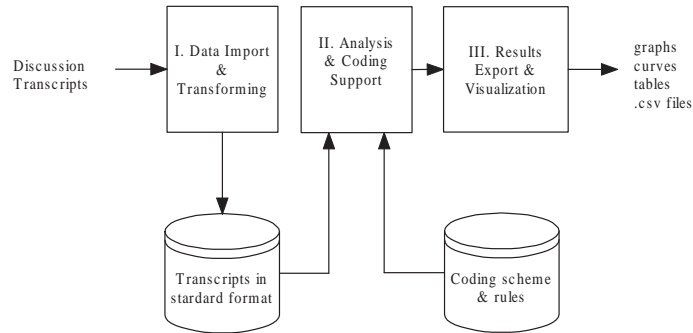 Discussion
Transcripts
I. Data Import
&
Transforming
II. Analysis
& Coding
Support
III. Results
Export &
Visualization
graphs
curves
tables
.csv files
Transcripts in
stardard format
Coding scheme
& rules